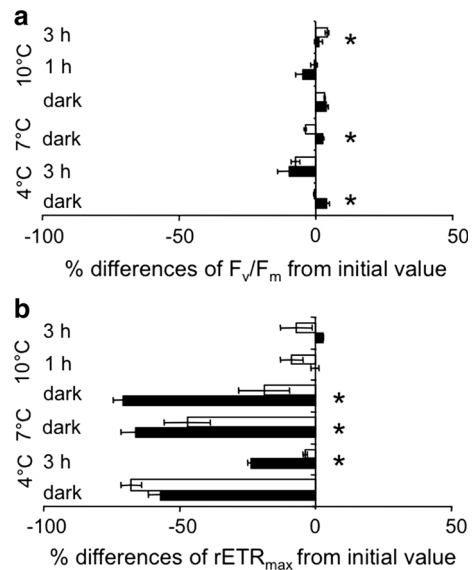 a
10°C
3 h
*
1 h
dark
7°C
dark
*
4°C
3 h
dark
*
-100 -50 0 50
% differences of Fv/Fm from initial value
b
10°C
3 h
1 h
dark
*
7°C
dark
*
4°C
3 h
*
dark
-100 -50 0 50
% differences of rETRmax from initial value